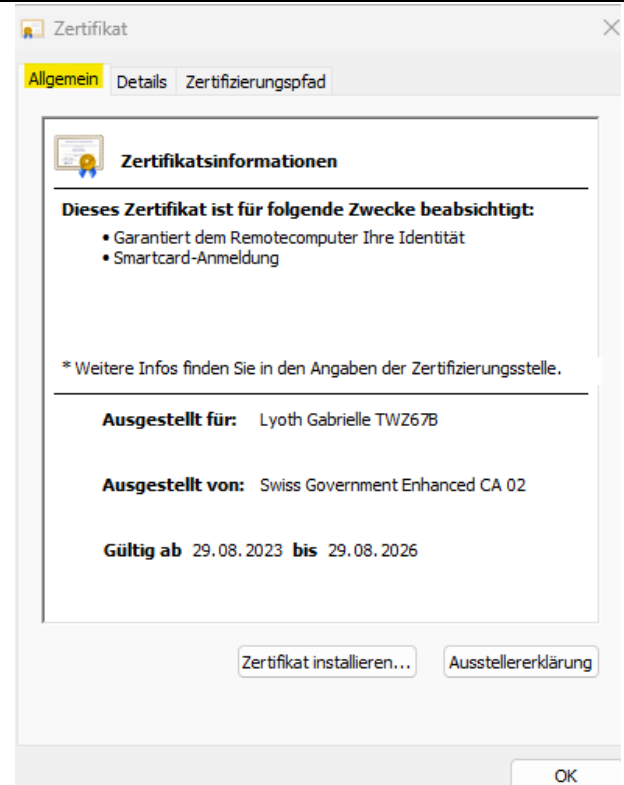 Zertifikat
Allgemein Details Zertifizierungspfad
Zertifikatsinformationen
Dieses Zertifikat ist für folgende Zwecke beabsichtigt:
• Garantiert dem Remotecomputer Ihre Identität
• Smartcard-Anmeldung
* Weitere Infos finden Sie in den Angaben der Zertifizierungsstelle.
Ausgestellt für: Lyoth Gabrielle TWZ67B
Ausgestellt von: Swiss Government Enhanced CA 02
Gültig ab 29.08.2023 bis 29.08.2026
Zertifikat installieren... Ausstellererklärung
OK